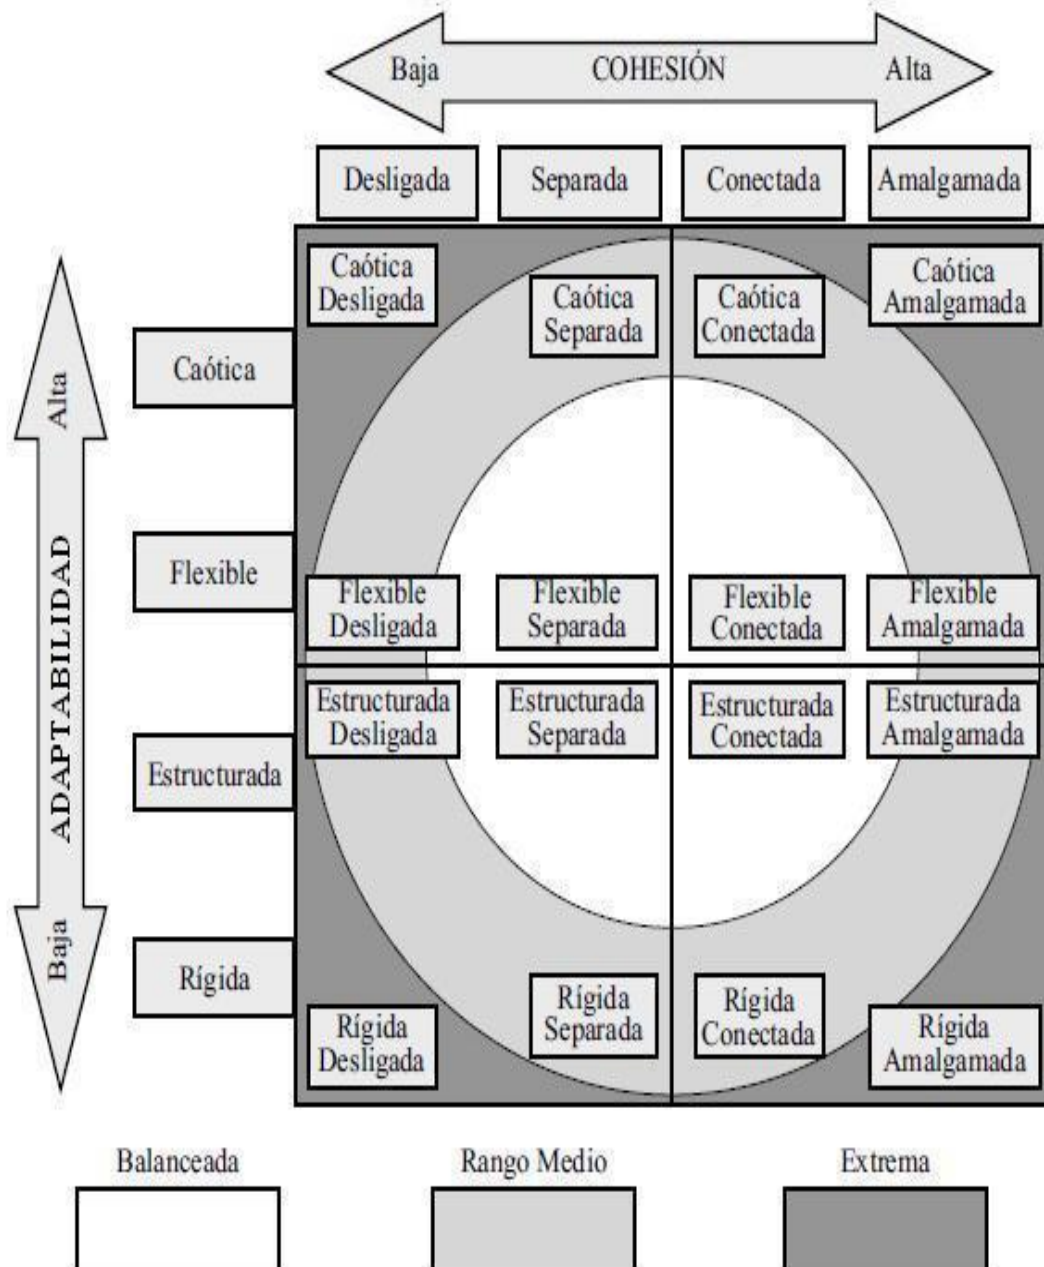 Baja COHESIÓN Alta
Desligada Separada Conectada Amalgamada
Caótica
Desligada
Caótica
Separada
Caótica
Conectada
Caótica
Amalgamada
Alta
ADAPTABILIDAD
Baja
Caótica
Flexible
Estructurada
Rígida
Flexible
Desligada
Flexible
Separada
Flexible
Conectada
Flexible
Amalgamada
Estructurada
Desligada
Estructurada
Separada
Estructurada
Conectada
Estructurada
Amalgamada
Rígida
Desligada
Rígida
Separada
Rígida
Conectada
Rígida
Amalgamada
Balanceada Rango Medio Extrema